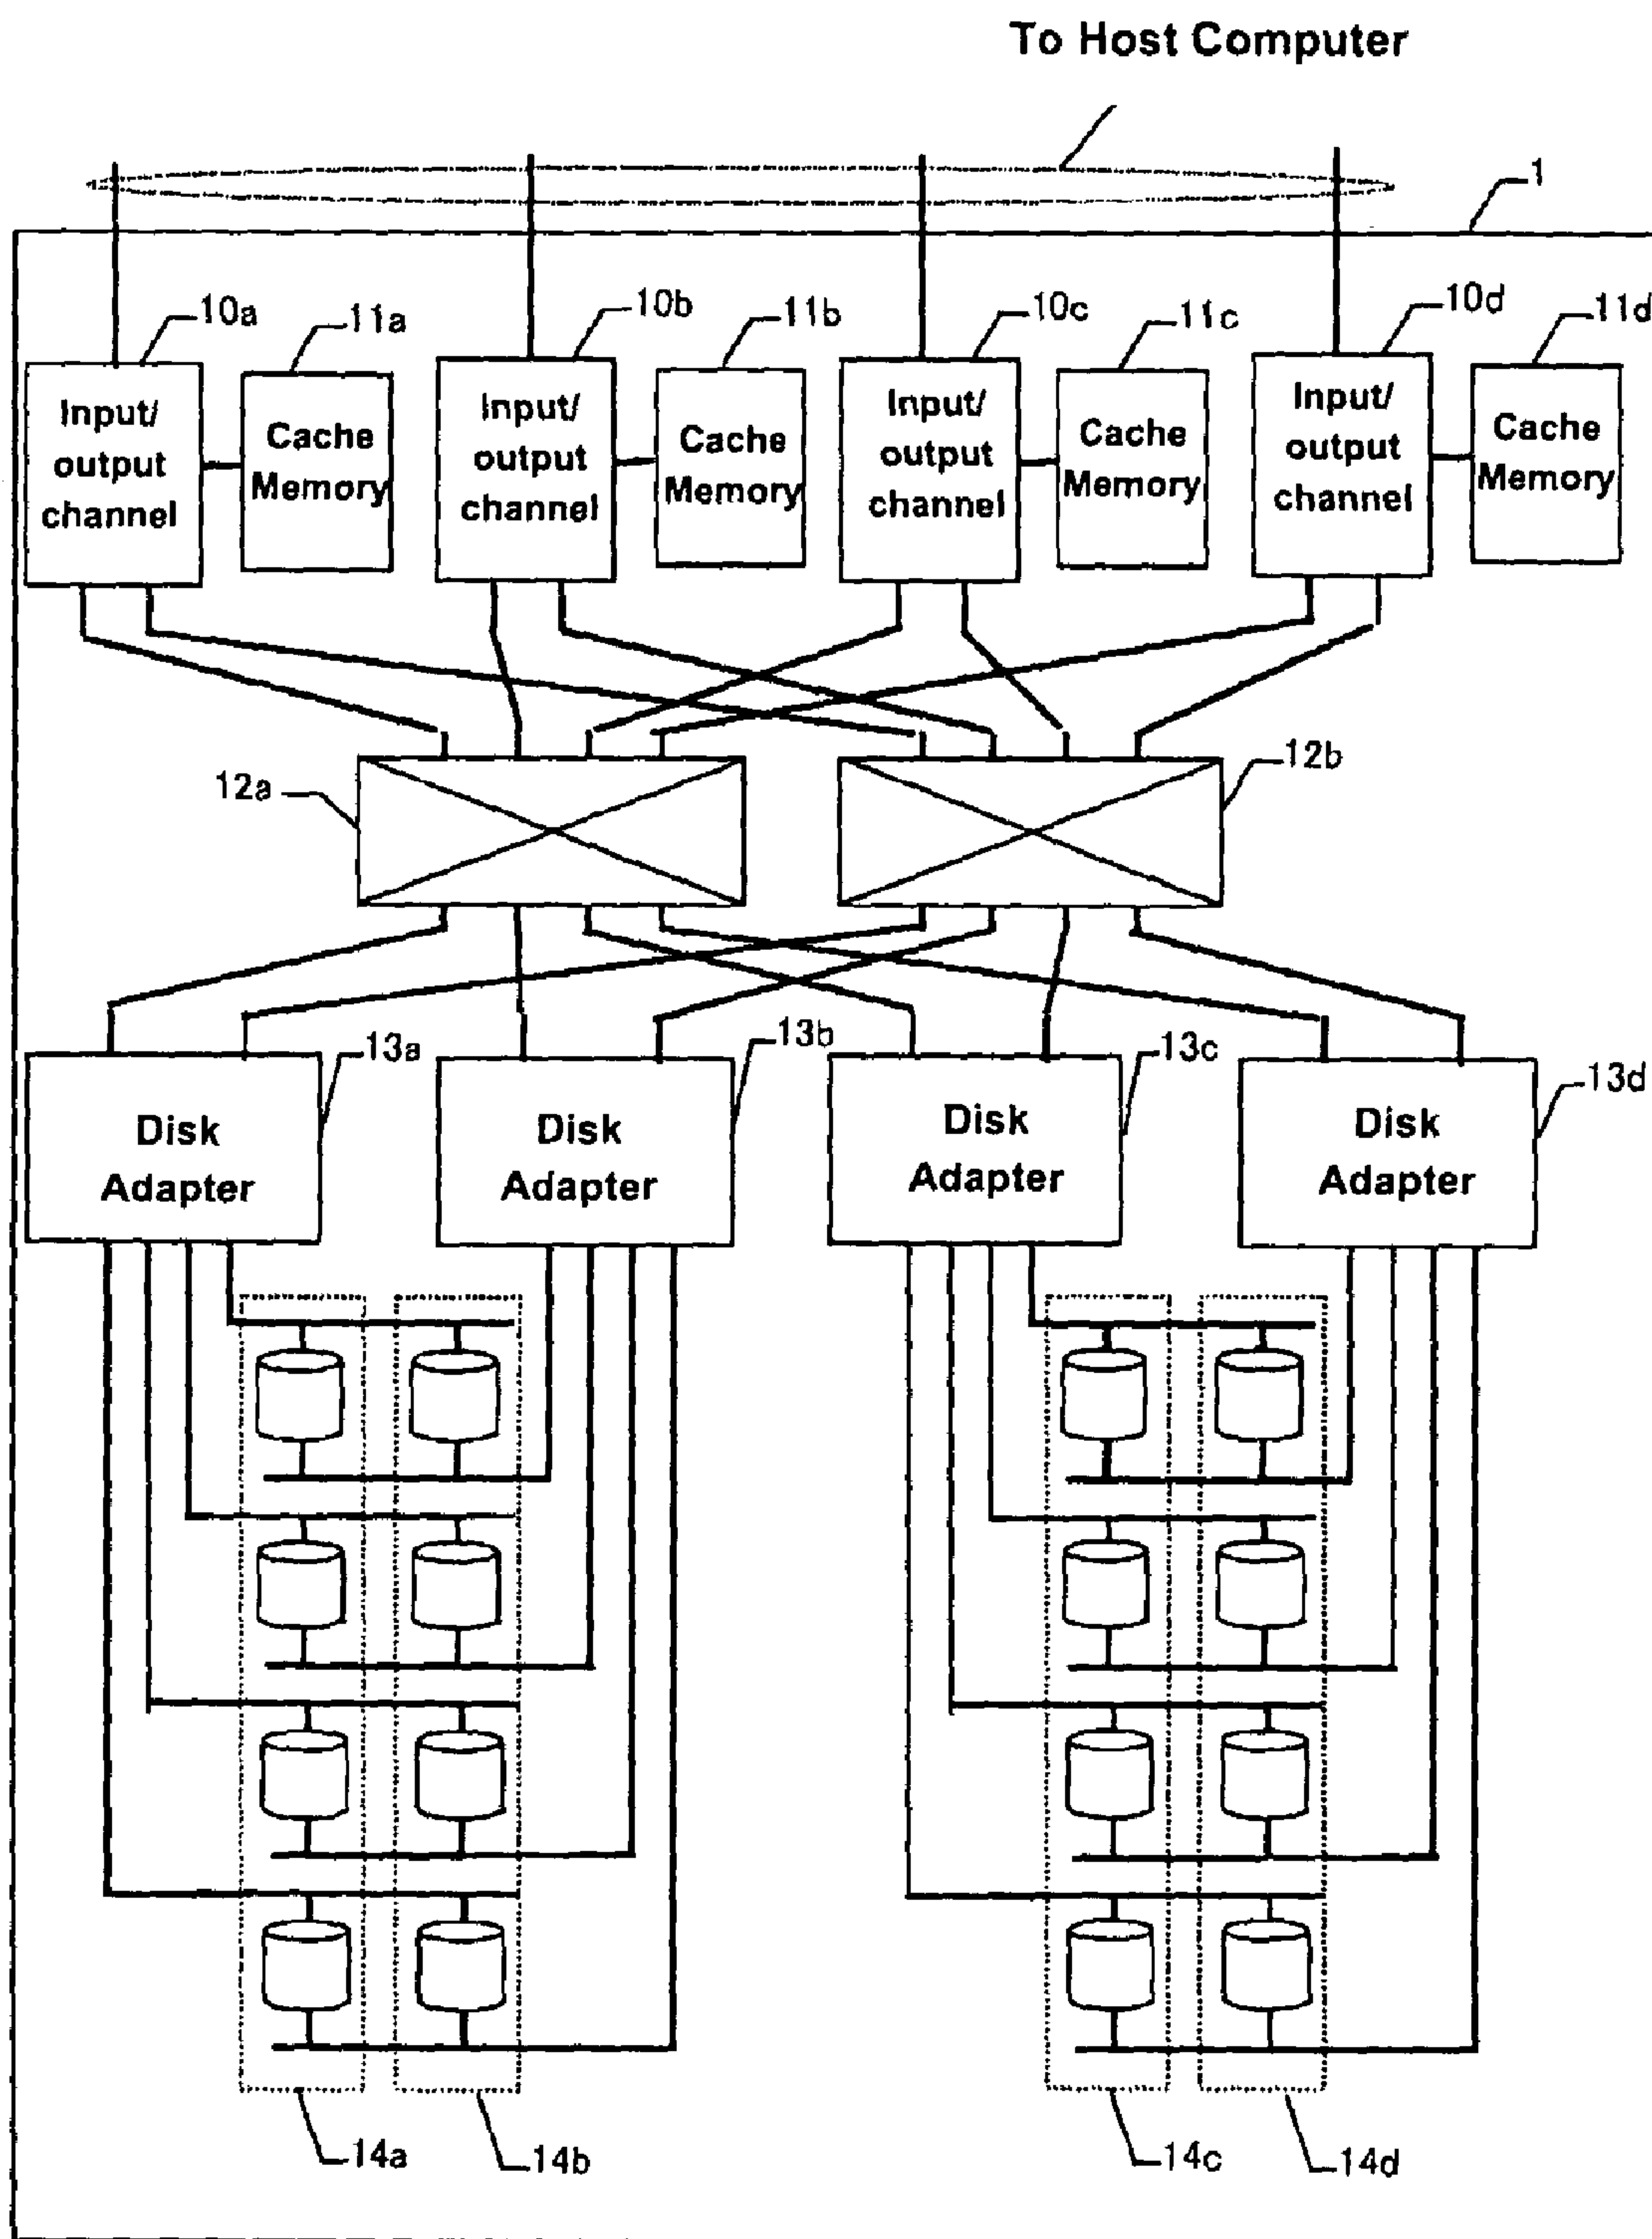 To Host Computer
1
10a
11a
10b
11b
10c
11c
10d
11d
Input/
output
channel
Cache
Memory
Input/
output
channel
Cache
Memory
Input/
output
channel
Cache
Memory
Input/
output
channel
Cache
Memory
12a
12b
13a
13b
13c
13d
Disk
Adapter
Disk
Adapter
Disk
Adapter
Disk
Adapter
14a
14b
14c
14d